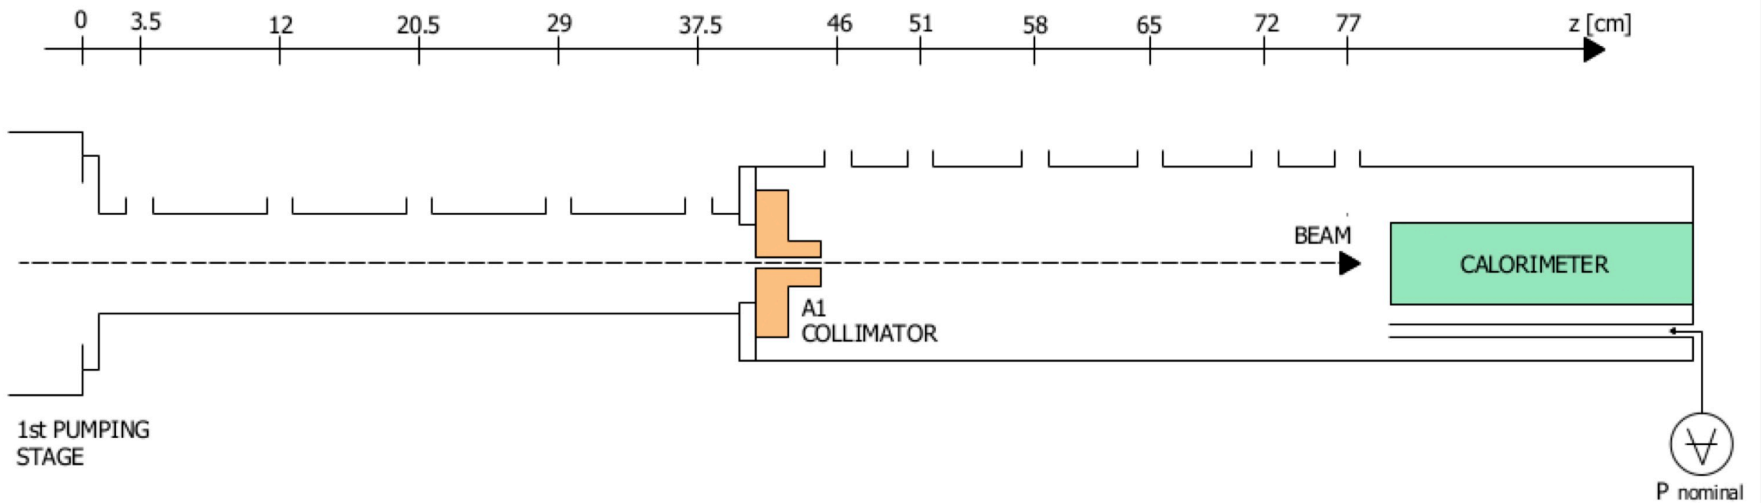 0 3.5 12 20.5 29 37.5 46 51 58 65 72 77 z [cm]
BEAM
CALORIMETER
A1
COLLIMATOR
1st PUMPING
STAGE
P nominal